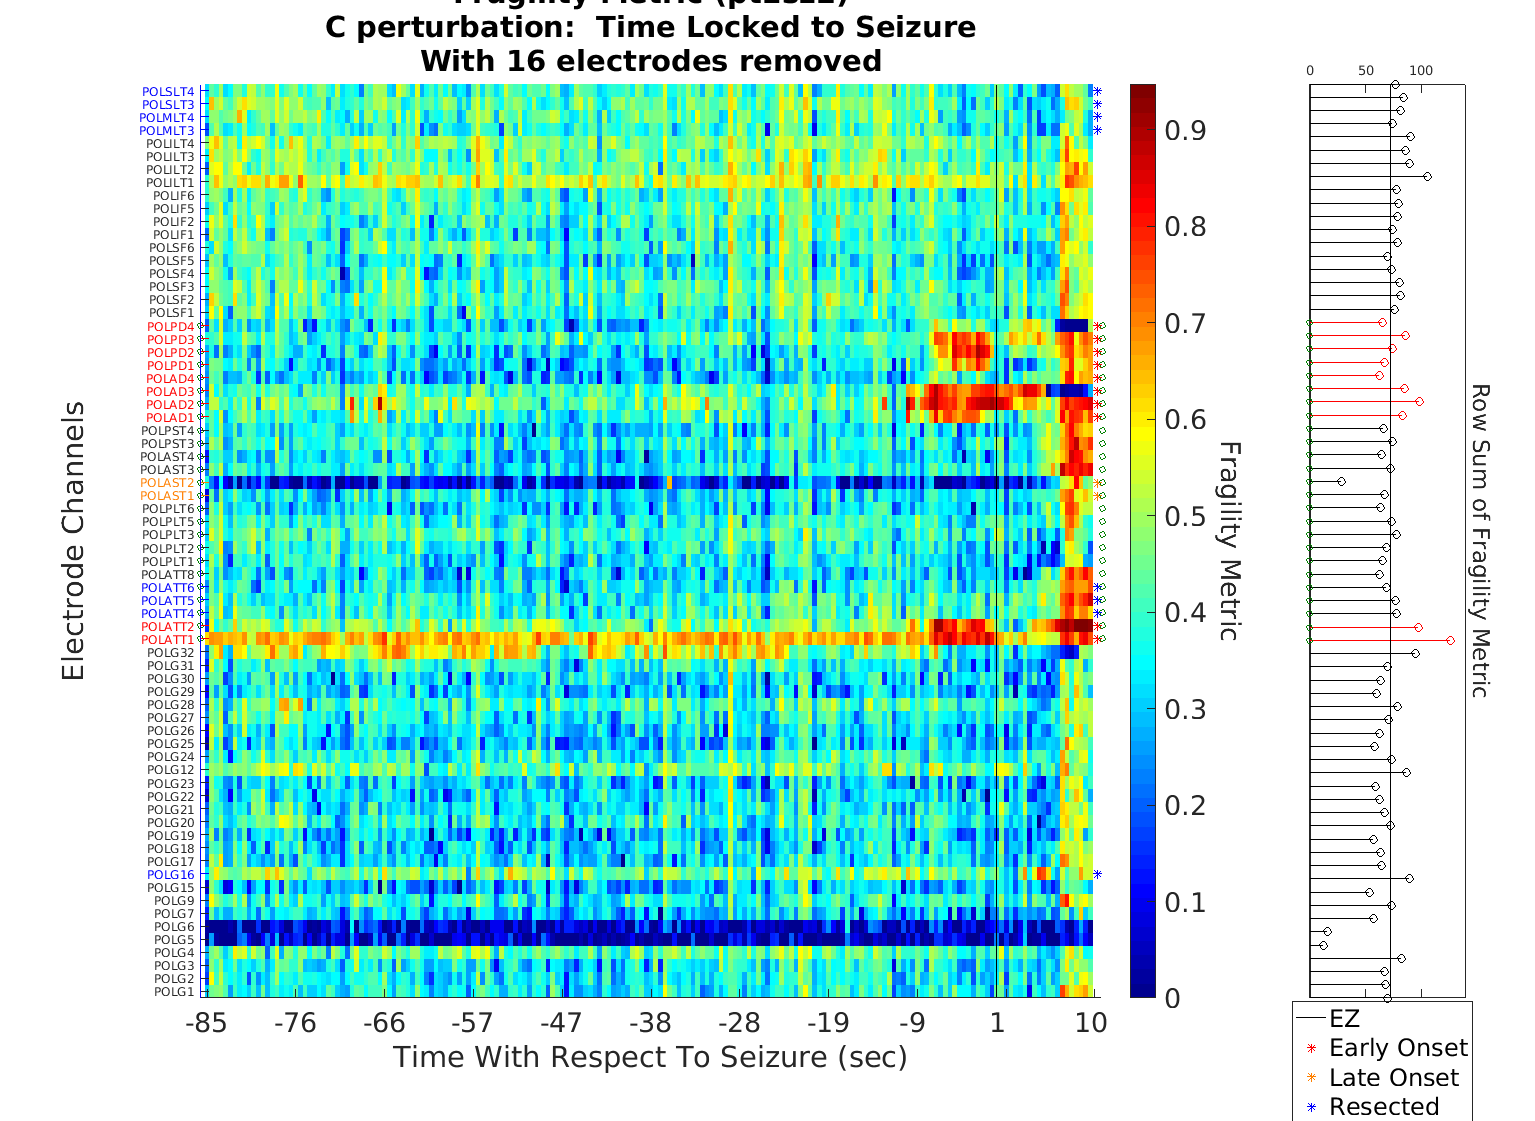 C perturbation:  Time Locked to Seizure
With 16 electrodes removed
0 50 100
POLSLT4
POLSLT3
POLMLT4
POLMLT3
POLILT4
POLILT3
POLILT2
POLILT1
POLIF6
POLIF5
POLIF2
POLIF1
POLSF6
POLSF5
POLSF4
POLSF3
POLSF2
POLSF1
POLPD4
POLPD3
POLPD2
POLPD1
POLAD4
POLAD3
POLAD2
POLAD1
POLPST4
POLPST3
POLAST4
POLAST3
POLAST2
POLAST1
POLPLT6
POLPLT5
POLPLT3
POLPLT2
POLPLT1
POLATT8
POLATT6
POLATT5
POLATT4
POLATT2
POLATT1
POLG32
POLG31
POLG30
POLG29
POLG28
POLG27
POLG26
POLG25
POLG24
POLG12
POLG23
POLG22
POLG21
POLG20
POLG19
POLG18
POLG17
POLG16
POLG15
POLG9
POLG7
POLG6
POLG5
POLG4
POLG3
POLG2
POLG1
Electrode Channels
-85 -76 -66 -57 -47 -38 -28 -19 -9 1 10
Time With Respect To Seizure (sec)
0.9
0.8
0.7
0.6
0.5
0.4
0.3
0.2
0.1
0
Fragility Metric
Row Sum of Fragility Metric
EZ
Early Onset
Late Onset
Resected